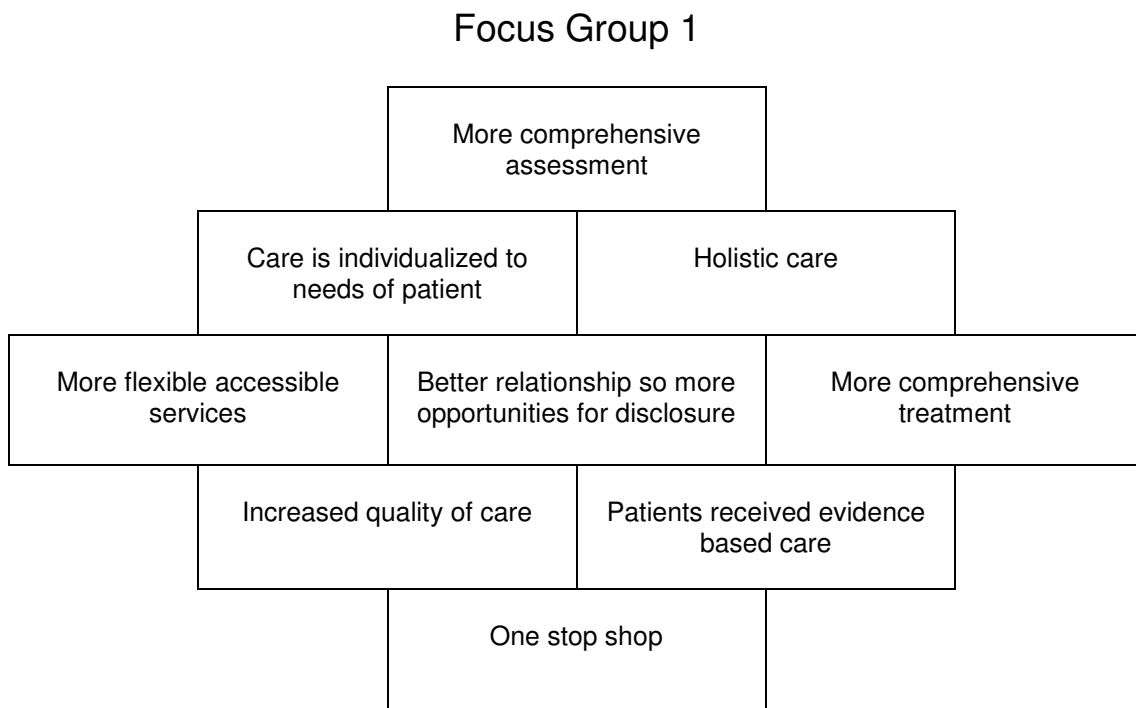 Focus Group 1
More comprehensive
assessment
Care is individualized to
needs of patient
Holistic care
More flexible accessible
services
Better relationship so more
opportunities for disclosure
More comprehensive
treatment
Increased quality of care
Patients received evidence
based care
One stop shop